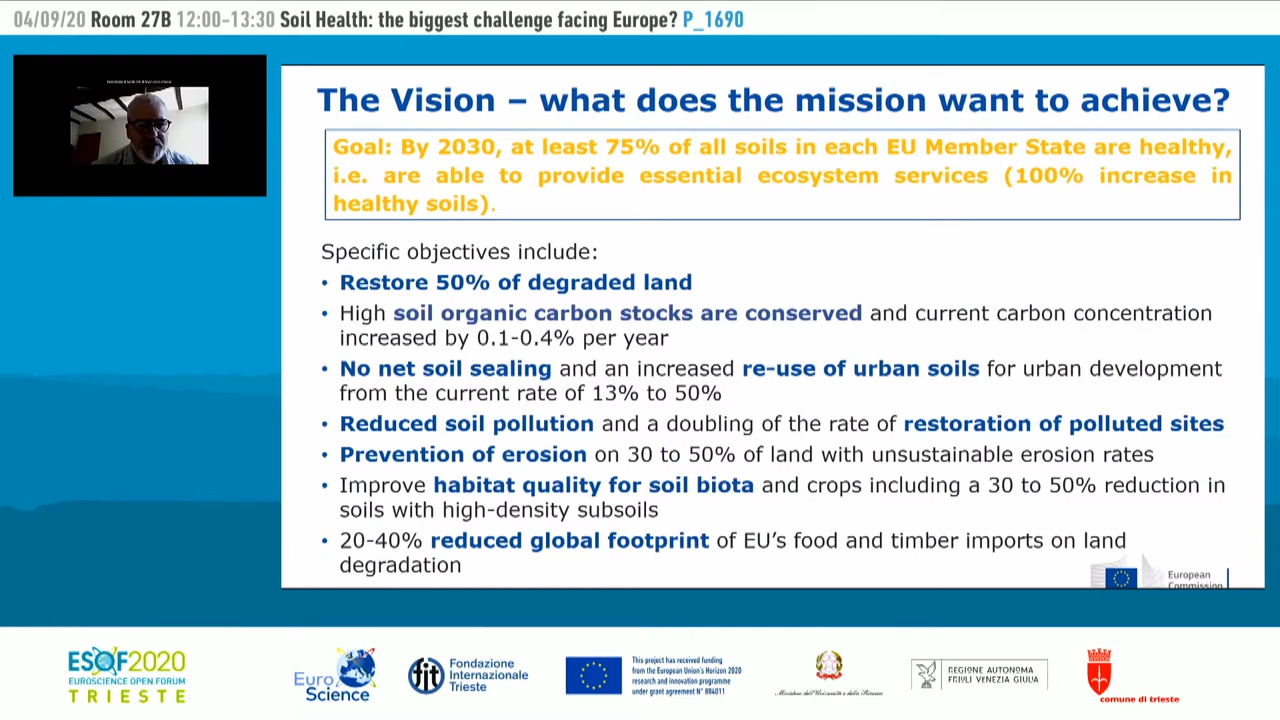 04/09/20 Room 27B 12:00-13:30 Soil Health: the biggest challenge facing Europe? P_1690
The Vision – what does the mission want to achieve?
Goal: By 2030, at least 75% of all soils in each EU Member State are healthy,
i.e. are able to provide essential ecosystem services (100% increase in
healthy soils).
Specific objectives include:
• Restore 50% of degraded land
• High soil organic carbon stocks are conserved and current carbon concentration
increased by 0.1-0.4% per year
• No net soil sealing and an increased re-use of urban soils for urban development
from the current rate of 13% to 50%
• Reduced soil pollution and a doubling of the rate of restoration of polluted sites
• Prevention of erosion on 30 to 50% of land with unsustainable erosion rates
• Improve habitat quality for soil biota and crops including a 30 to 50% reduction in
soils with high-density subsoils
• 20-40% reduced global footprint of EU's food and timber imports on land
degradation
European
Commission
ESOF2020
EUROSCIENCE OPEN FORUM
TRIESTE
Euro
Science
fit
Fondazione
Internazionale
Trieste
This project has received funding
from the European Union's Horizon 2020
research and innovation programme
under grant agreement N° 884011
Ministero dell'Università e della Ricerca
REGIONE AUTONOMA
FRIULI VENEZIA GIULIA
comune di trieste